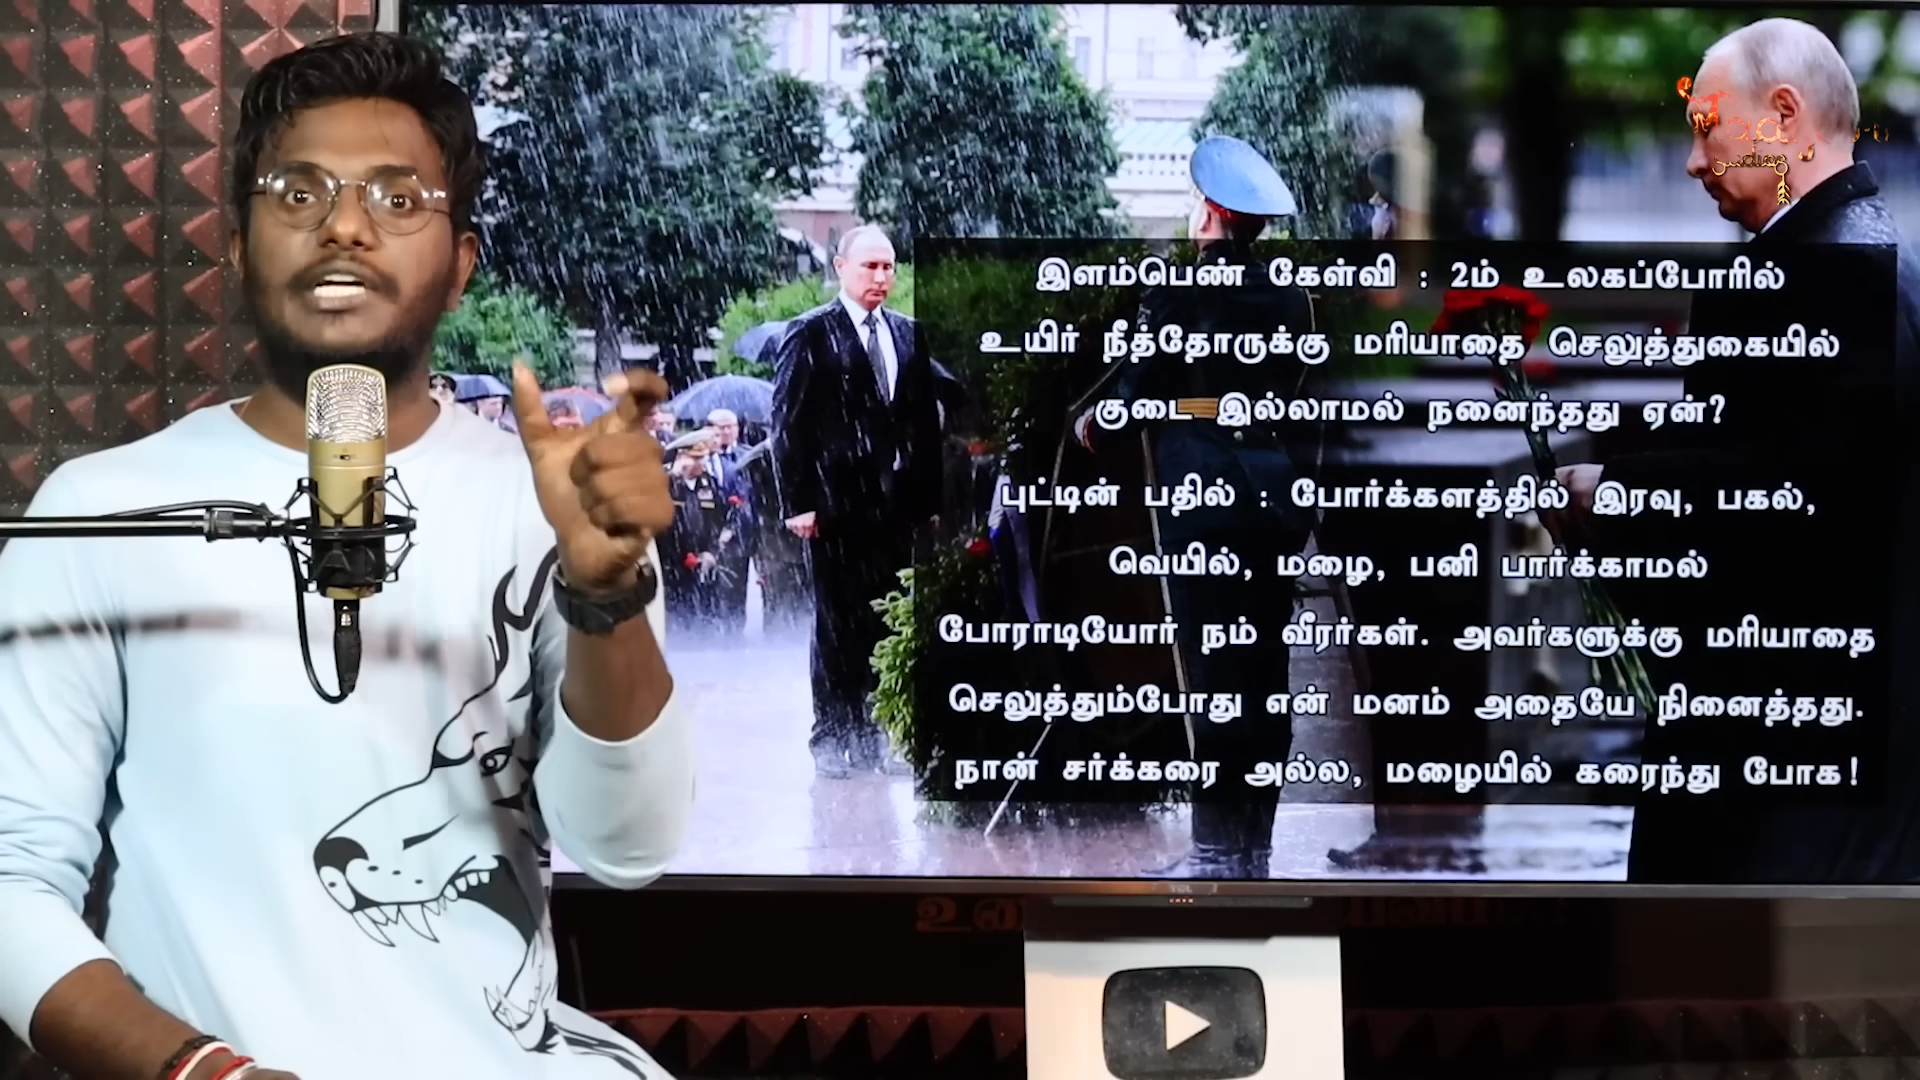 இளம்பெண் கேள்வி : 2ம் உலகப்போரில்
உயிர் நீத்தோருக்கு மரியாதை செலுத்துகையில்
குடை இல்லாமல் நனைந்தது ஏன்?
புட்டின் பதில் : போர்க்களத்தில் இரவு, பகல்,
வெயில், மழை, பனி பார்க்காமல்
போராடியோர் நம் வீரர்கள். அவர்களுக்கு மரியாதை
செலுத்தும்போது என் மனம் அதையே நினைத்தது.
நான் சர்க்கரை அல்ல, மழையில் கரைந்து போக!
TCL